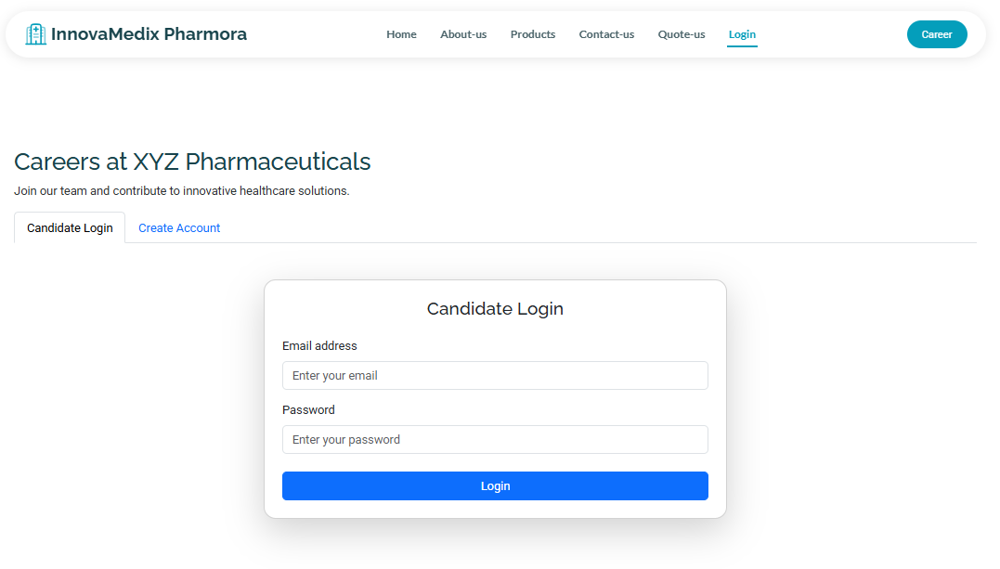 InnovaMedix Pharmora Home About-us Products Contact-us Quote-us Login Career
Careers at XYZ Pharmaceuticals
Join our team and contribute to innovative healthcare solutions.
Candidate Login Create Account
Candidate Login
Email address
Enter your email
Password
Enter your password
Login